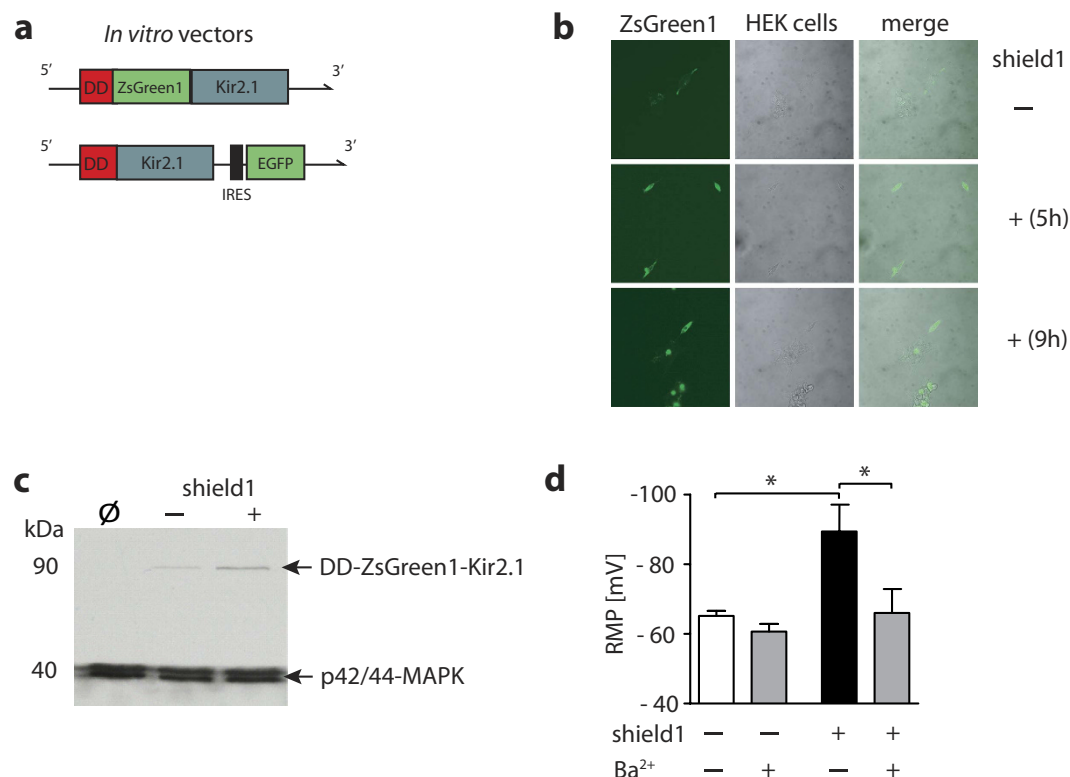 a
In vitro vectors
5′ DD ZsGreen1 Kir2.1 3′
5′ DD Kir2.1 EGFP 3′
IRES
b
ZsGreen1 HEK cells merge
shield1
–
+ (5h)
+ (9h)
c
shield1
kDa Ø – +
90 DD-ZsGreen1-Kir2.1
40 p42/44-MAPK
d
RMP [mV]
-100
- 80
- 60
- 40
* *
shield1 – – + +
Ba²⁺ – + – +